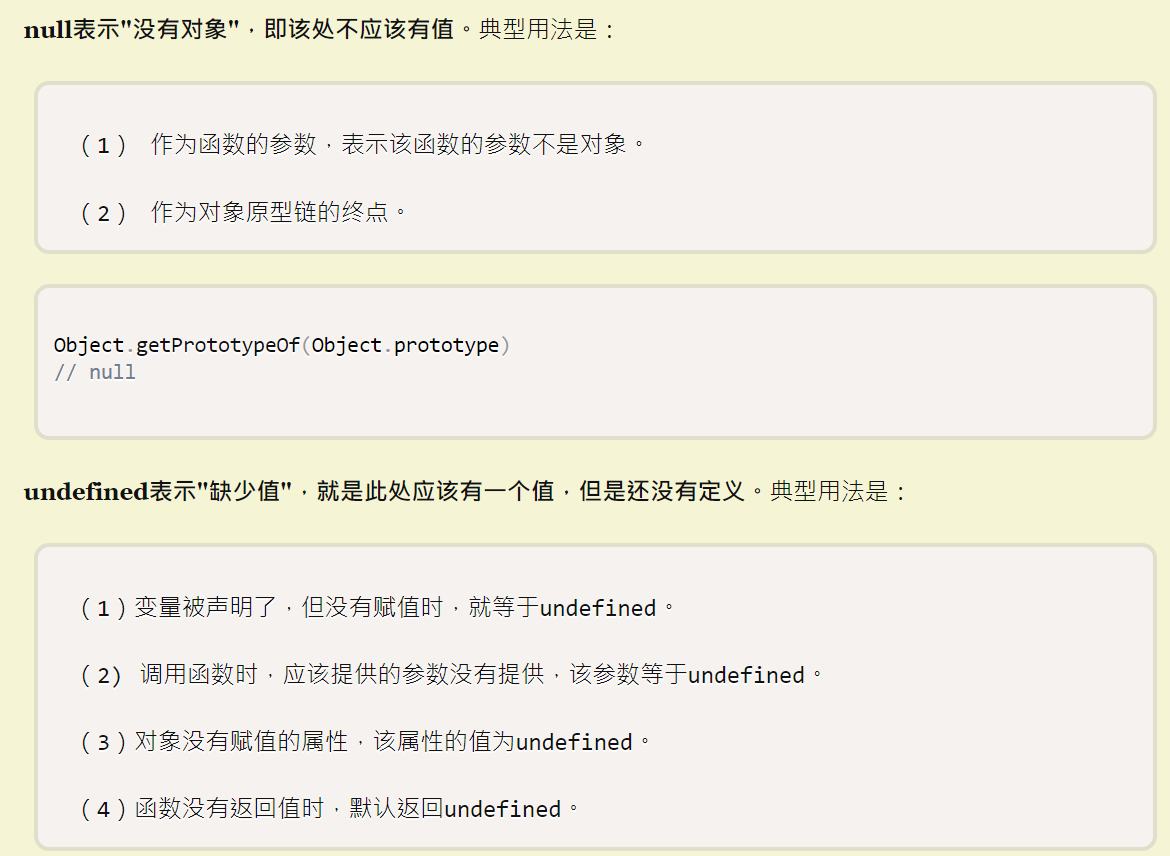 null表示"没有对象"，即该处不应该有值。典型用法是：
（1） 作为函数的参数，表示该函数的参数不是对象。
（2） 作为对象原型链的终点。
Object.getPrototypeOf(Object.prototype)
// null
undefined表示"缺少值"，就是此处应该有一个值，但是还没有定义。典型用法是：
（1）变量被声明了，但没有赋值时，就等于undefined。
（2) 调用函数时，应该提供的参数没有提供，该参数等于undefined。
（3）对象没有赋值的属性，该属性的值为undefined。
（4）函数没有返回值时，默认返回undefined。